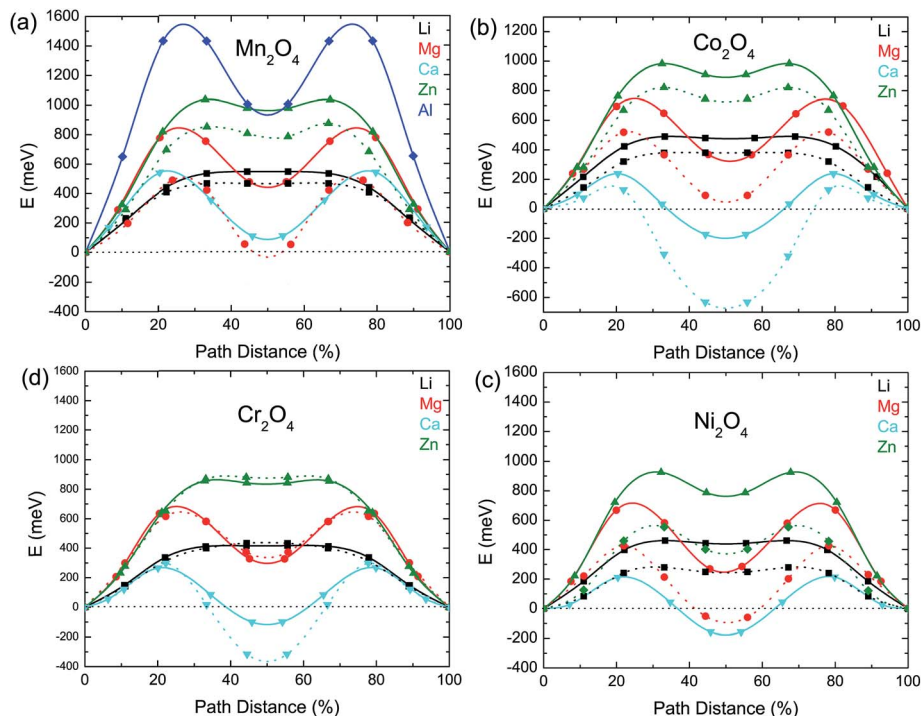 (a)
Mn2O4
Li
Mg
Ca
Zn
Al
E (meV)
1600
1400
1200
1000
800
600
400
200
0
-200
-400
0 20 40 60 80 100
Path Distance (%)
(b)
Co2O4
Li
Mg
Ca
Zn
E (meV)
1200
1000
800
600
400
200
0
-200
-400
-600
0 20 40 60 80 100
Path Distance (%)
(d)
Cr2O4
Li
Mg
Ca
Zn
E (meV)
1600
1400
1200
1000
800
600
400
200
0
-200
-400
0 20 40 60 80 100
Path Distance (%)
(c)
Ni2O4
Li
Mg
Ca
Zn
E (meV)
1600
1400
1200
1000
800
600
400
200
0
-200
-400
0 20 40 60 80 100
Path Distance (%)